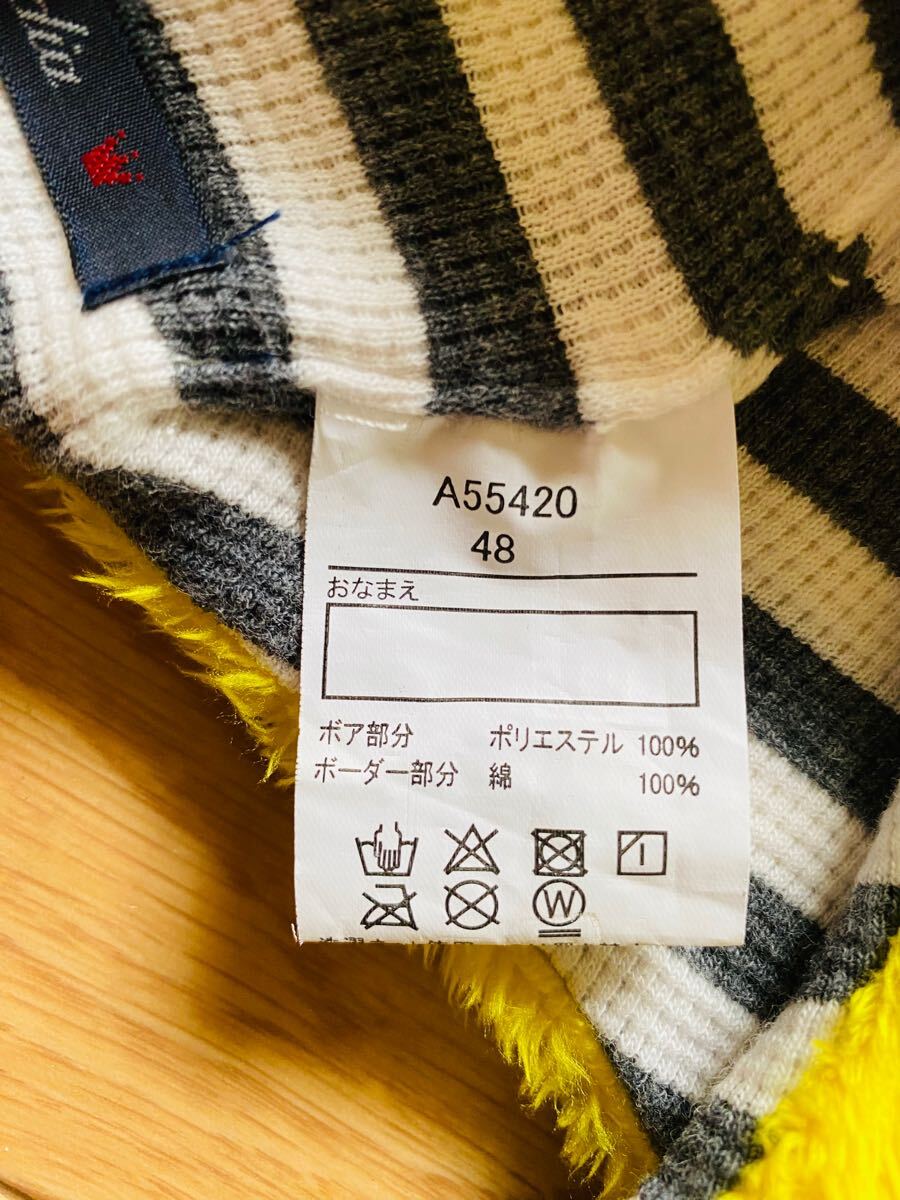 A55420
48
おなまえ
ボア部分 ポリエステル 100%
ボーダー部分 綿 100%
W